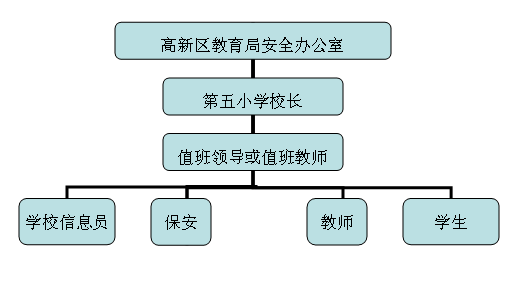 高新区教育局安全办公室
第五小学校长
值班领导或值班教师
学校信息员
保安
教师
学生